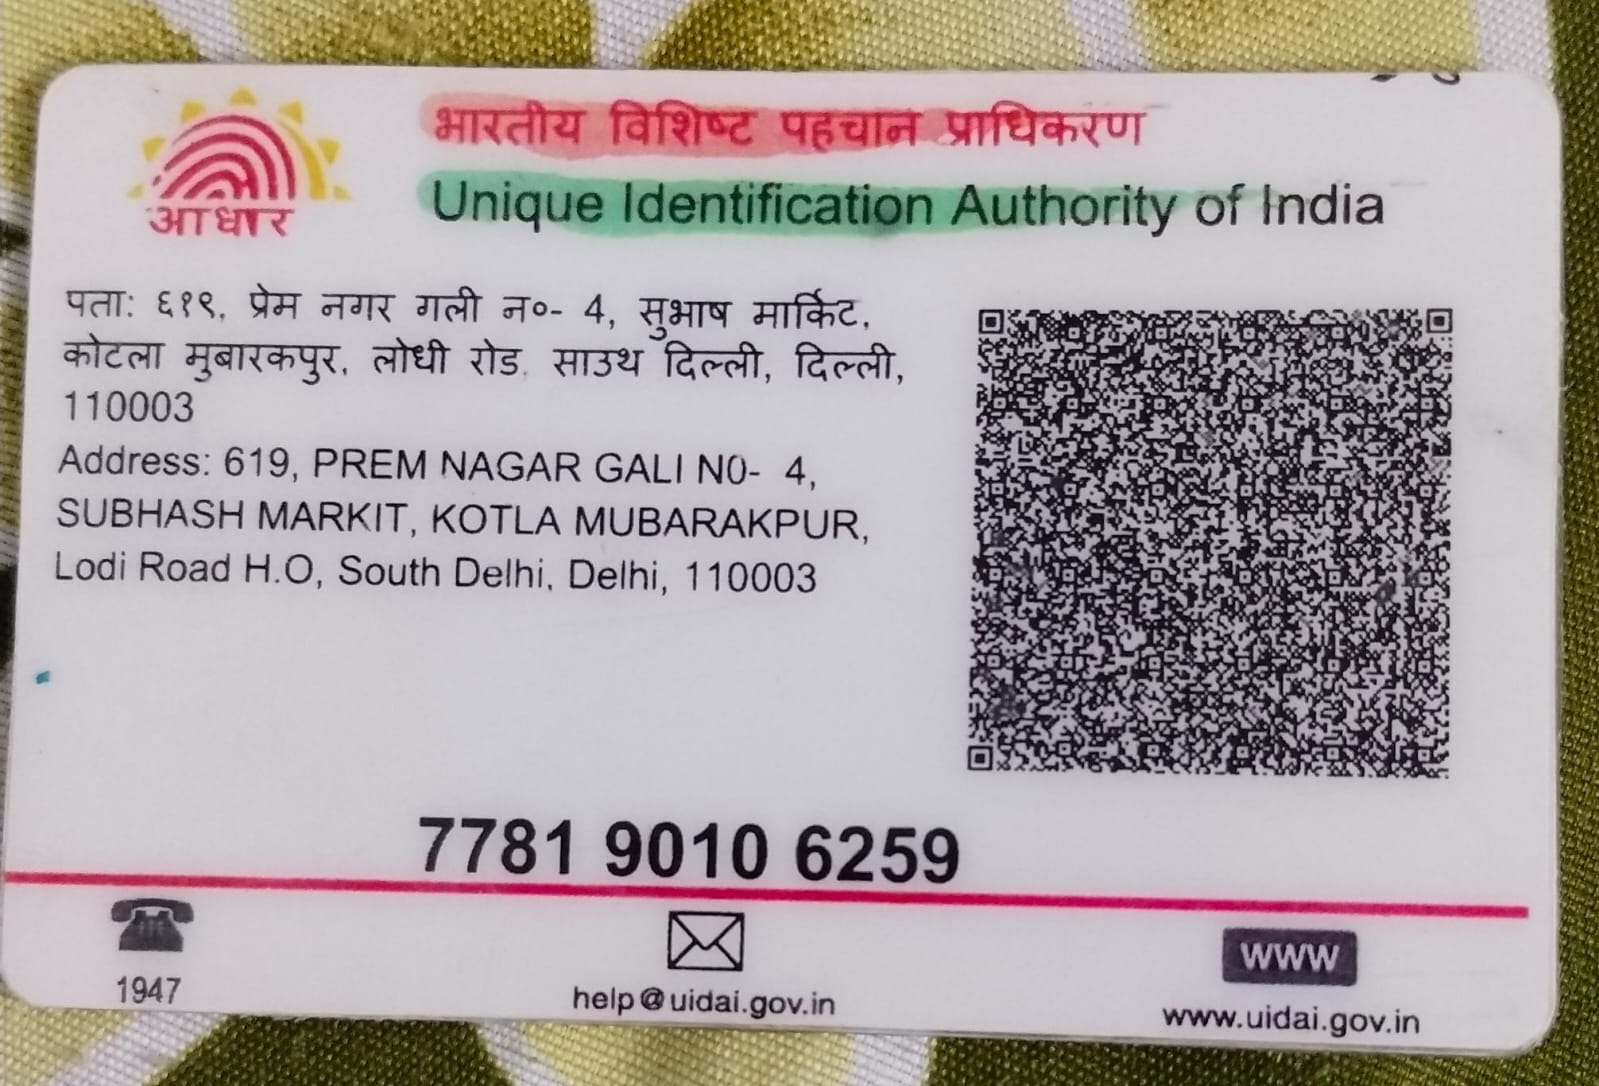 आधार
भारतीय विशिष्ट पहचान प्राधिकरण
Unique Identification Authority of India
पता: ६१९, प्रेम नगर गली न०- 4, सुभाष मार्किट,
कोटला मुबारकपुर, लोधी रोड, साउथ दिल्ली, दिल्ली,
110003
Address: 619, PREM NAGAR GALI N0- 4,
SUBHASH MARKIT, KOTLA MUBARAKPUR,
Lodi Road H.O, South Delhi, Delhi, 110003
7781 9010 6259
1947
help@uidai.gov.in
www
www.uidai.gov.in